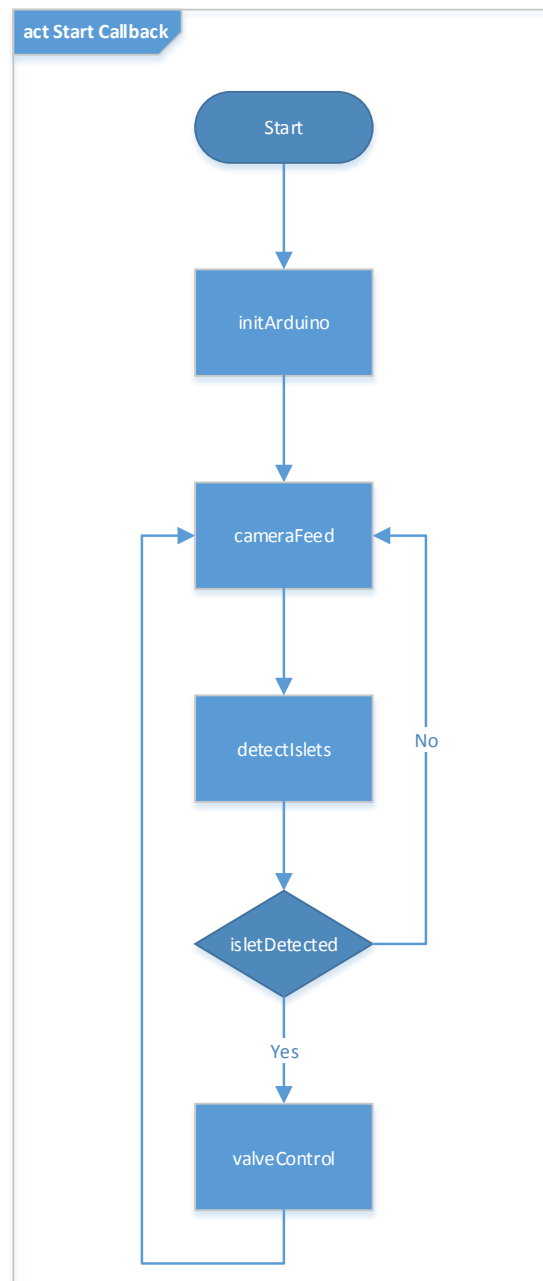 act Start Callback
Start
initArduino
cameraFeed
detectIslets
No
isletDetected
Yes
valveControl